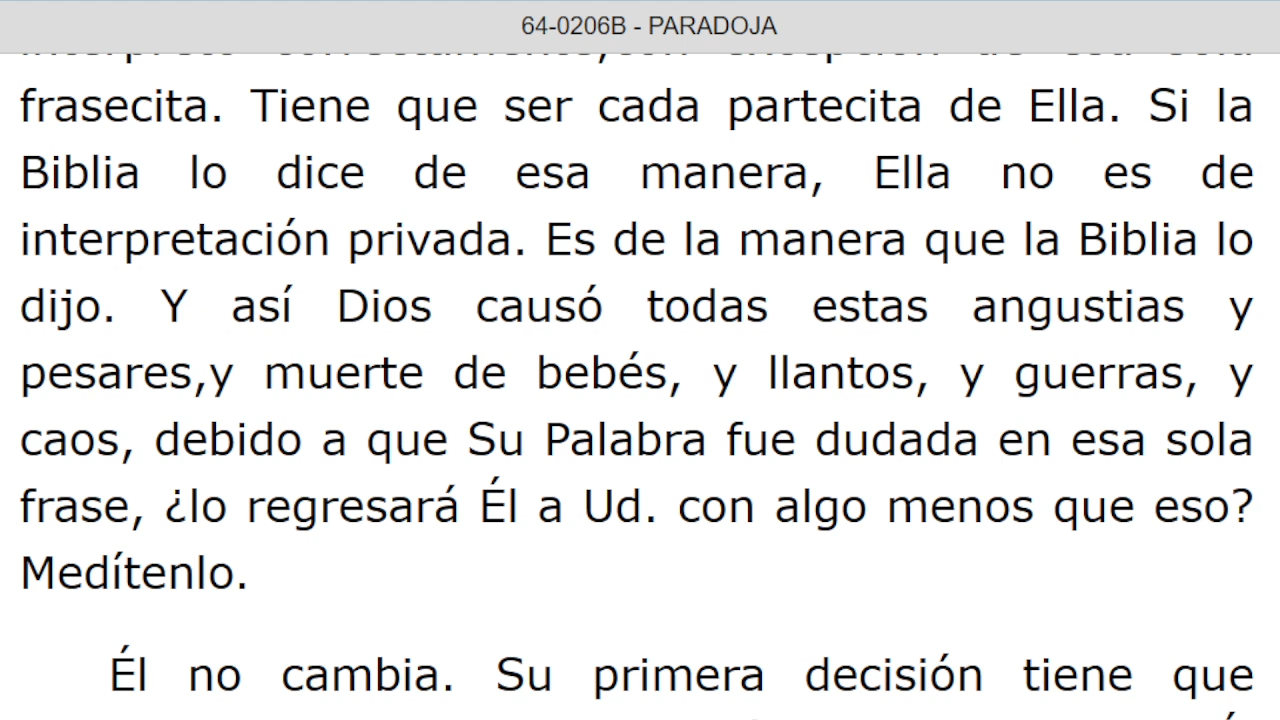 64-0206B - PARADOJA
frasecita. Tiene que ser cada partecita de Ella. Si la
Biblia lo dice de esa manera, Ella no es de
interpretación privada. Es de la manera que la Biblia lo
dijo. Y así Dios causó todas estas angustias y
pesares,y muerte de bebés, y llantos, y guerras, y
caos, debido a que Su Palabra fue dudada en esa sola
frase, ¿lo regresará Él a Ud. con algo menos que eso?
Medítenlo.
Él no cambia. Su primera decisión tiene que